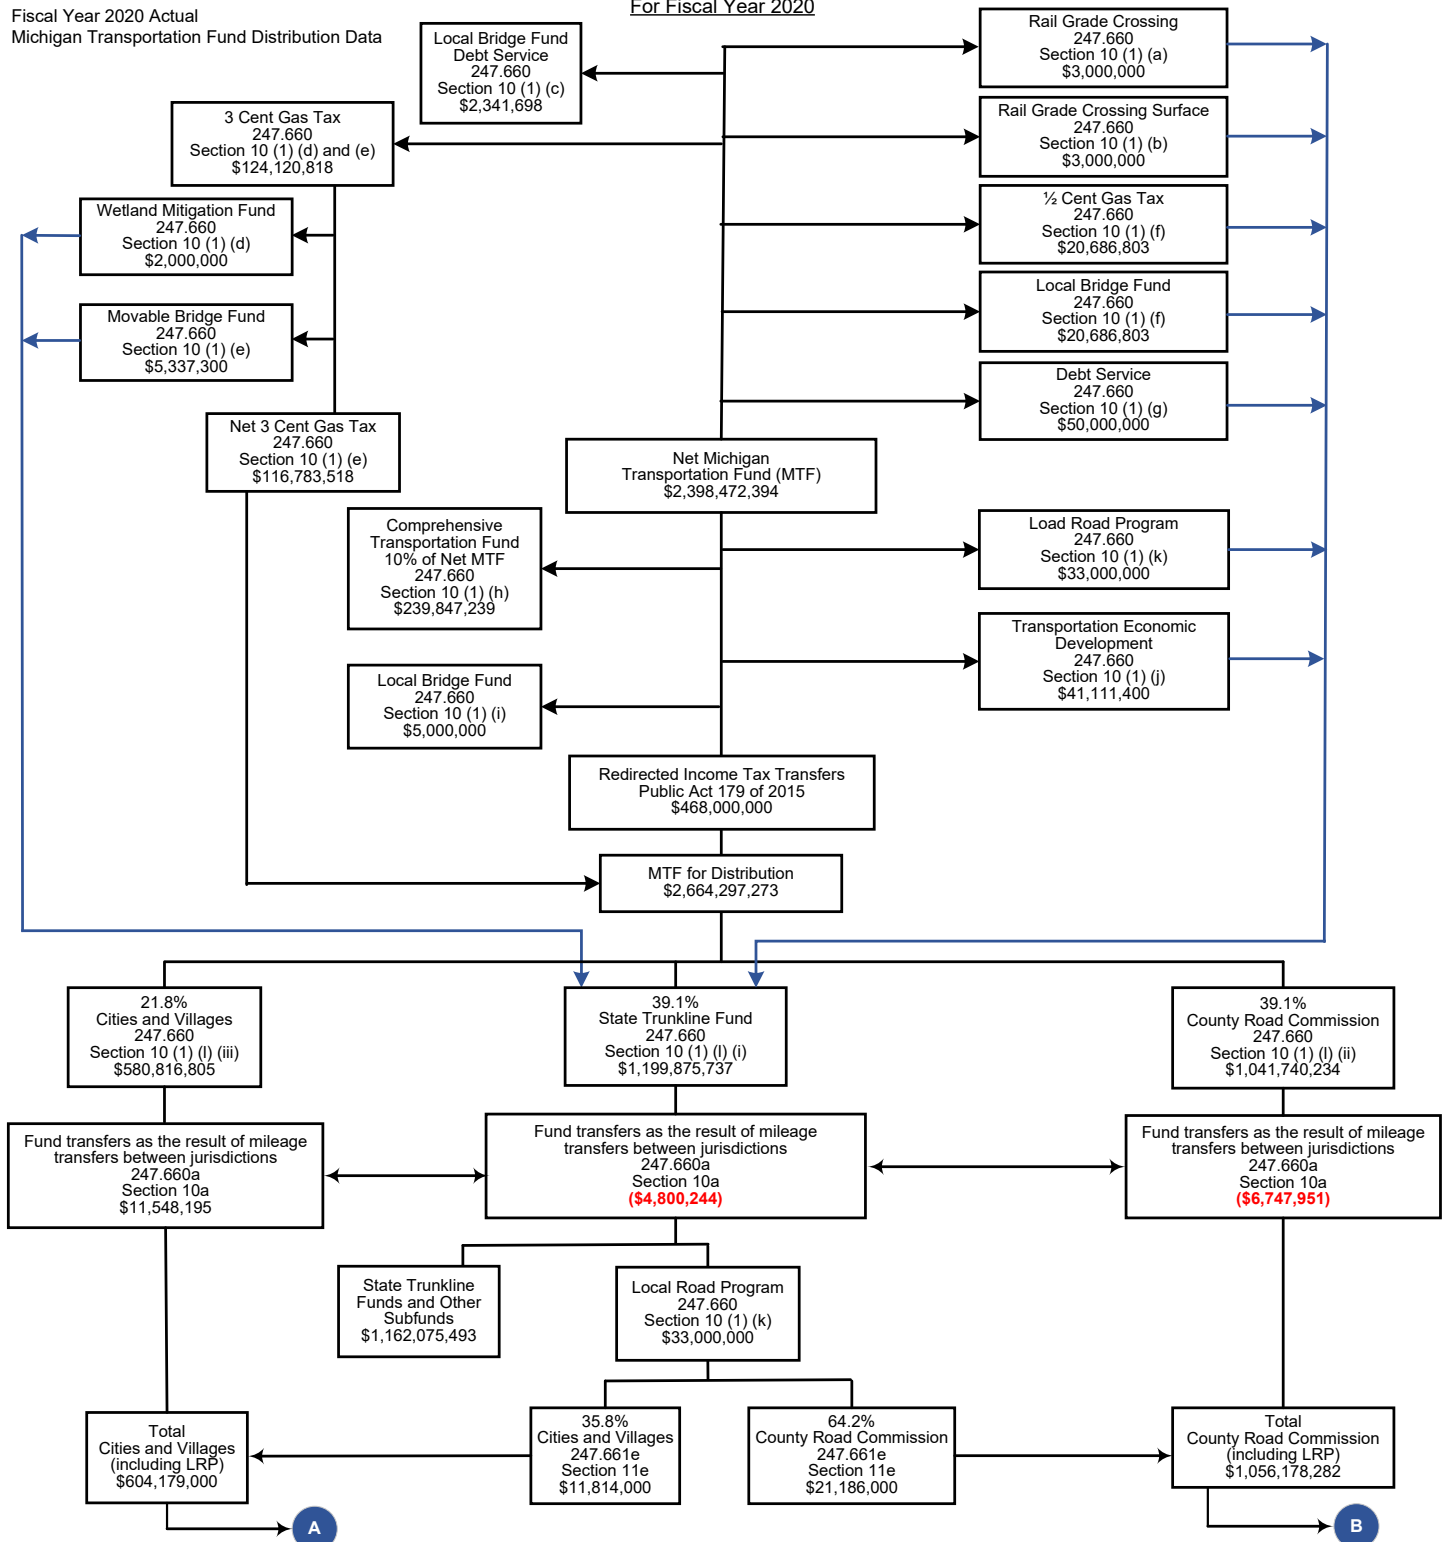 Fiscal Year 2020 Actual
Michigan Transportation Fund Distribution Data
For Fiscal Year 2020
Local Bridge Fund
Debt Service
247.660
Section 10 (1) (c)
$2,341,698
Rail Grade Crossing
247.660
Section 10 (1) (a)
$3,000,000
3 Cent Gas Tax
247.660
Section 10 (1) (d) and (e)
$124,120,818
Rail Grade Crossing Surface
247.660
Section 10 (1) (b)
$3,000,000
Wetland Mitigation Fund
247.660
Section 10 (1) (d)
$2,000,000
½ Cent Gas Tax
247.660
Section 10 (1) (f)
$20,686,803
Movable Bridge Fund
247.660
Section 10 (1) (e)
$5,337,300
Local Bridge Fund
247.660
Section 10 (1) (f)
$20,686,803
Debt Service
247.660
Section 10 (1) (g)
$50,000,000
Net 3 Cent Gas Tax
247.660
Section 10 (1) (e)
$116,783,518
Net Michigan
Transportation Fund (MTF)
$2,398,472,394
Comprehensive
Transportation Fund
10% of Net MTF
247.660
Section 10 (1) (h)
$239,847,239
Load Road Program
247.660
Section 10 (1) (k)
$33,000,000
Transportation Economic
Development
247.660
Section 10 (1) (j)
$41,111,400
Local Bridge Fund
247.660
Section 10 (1) (i)
$5,000,000
Redirected Income Tax Transfers
Public Act 179 of 2015
$468,000,000
MTF for Distribution
$2,664,297,273
21.8%
Cities and Villages
247.660
Section 10 (1) (l) (iii)
$580,816,805
39.1%
State Trunkline Fund
247.660
Section 10 (1) (l) (i)
$1,199,875,737
39.1%
County Road Commission
247.660
Section 10 (1) (l) (ii)
$1,041,740,234
Fund transfers as the result of mileage
transfers between jurisdictions
247.660a
Section 10a
$11,548,195
Fund transfers as the result of mileage
transfers between jurisdictions
247.660a
Section 10a
($4,800,244)
Fund transfers as the result of mileage
transfers between jurisdictions
247.660a
Section 10a
($6,747,951)
State Trunkline
Funds and Other
Subfunds
$1,162,075,493
Local Road Program
247.660
Section 10 (1) (k)
$33,000,000
Total
Cities and Villages
(including LRP)
$604,179,000
35.8%
Cities and Villages
247.661e
Section 11e
$11,814,000
64.2%
County Road Commission
247.661e
Section 11e
$21,186,000
Total
County Road Commission
(including LRP)
$1,056,178,282
A
B